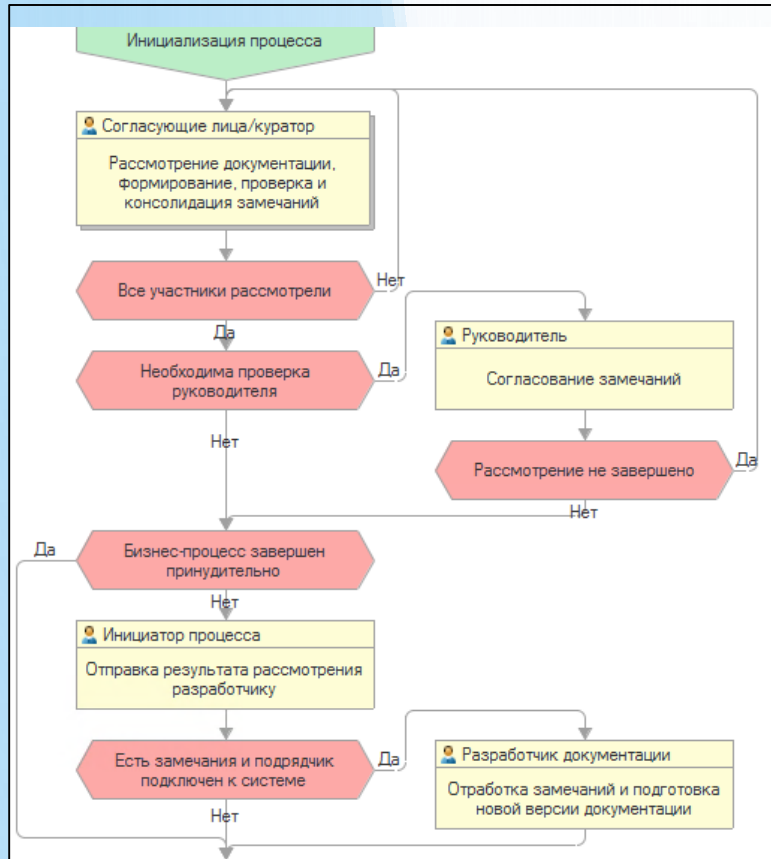 Инициализация процесса
Согласующие лица/куратор
Рассмотрение документации,
формирование, проверка и
консолидация замечаний
Все участники рассмотрели
Нет
Да
Руководитель
Согласование замечаний
Необходима проверка
руководителя
Да
Нет
Рассмотрение не завершено
Да
Нет
Да
Бизнес-процесс завершен
принудительно
Нет
Инициатор процесса
Отправка результата рассмотрения
разработчику
Есть замечания и подрядчик
подключен к системе
Да
Нет
Разработчик документации
Отработка замечаний и подготовка
новой версии документации